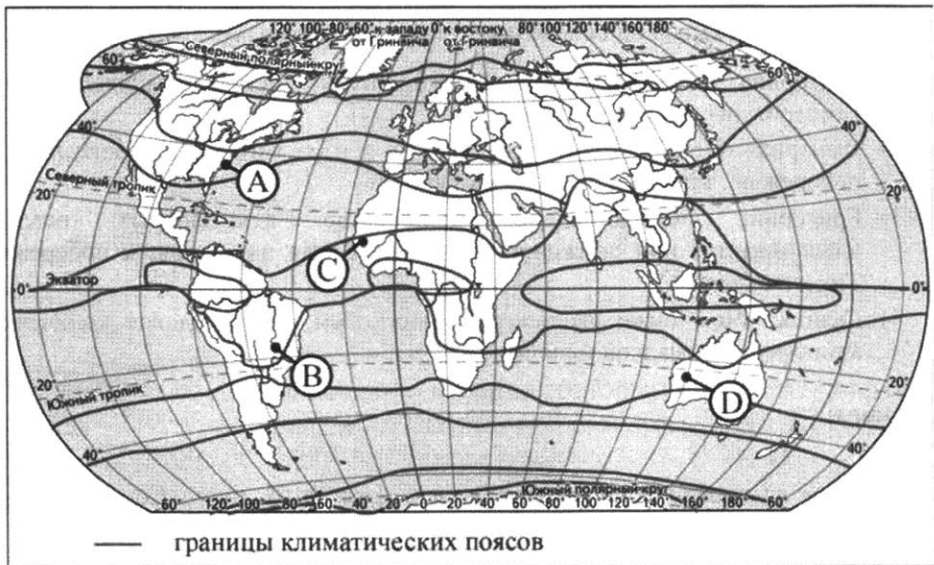 120° 100° 80° 60° к западу 0° к востоку 80° 100° 120° 140° 160° 180°
от Гринвича от Гринвича
Северный полярный круг
60° 60°
40° 40°
A
Северный тропик
20° 20°
C
Экватор
0° 0°
B
D
20° 20°
Южный тропик
40° 40°
Южный полярный круг
60° 120° 100° 80° 60° 40° 20° 0 20° 40° 60° 80° 100° 120° 140° 160° 180° 60°
границы климатических поясов